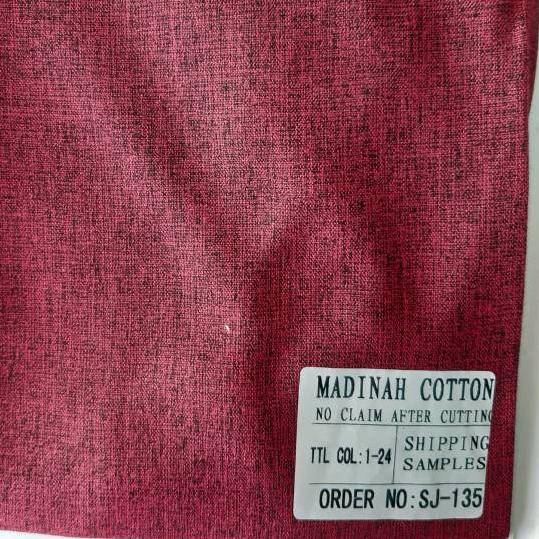 MADINAH COTTON
NO CLAIM AFTER CUTTING
TTL COL:1-24
SHIPPING
SAMPLES
ORDER NO:SJ-135